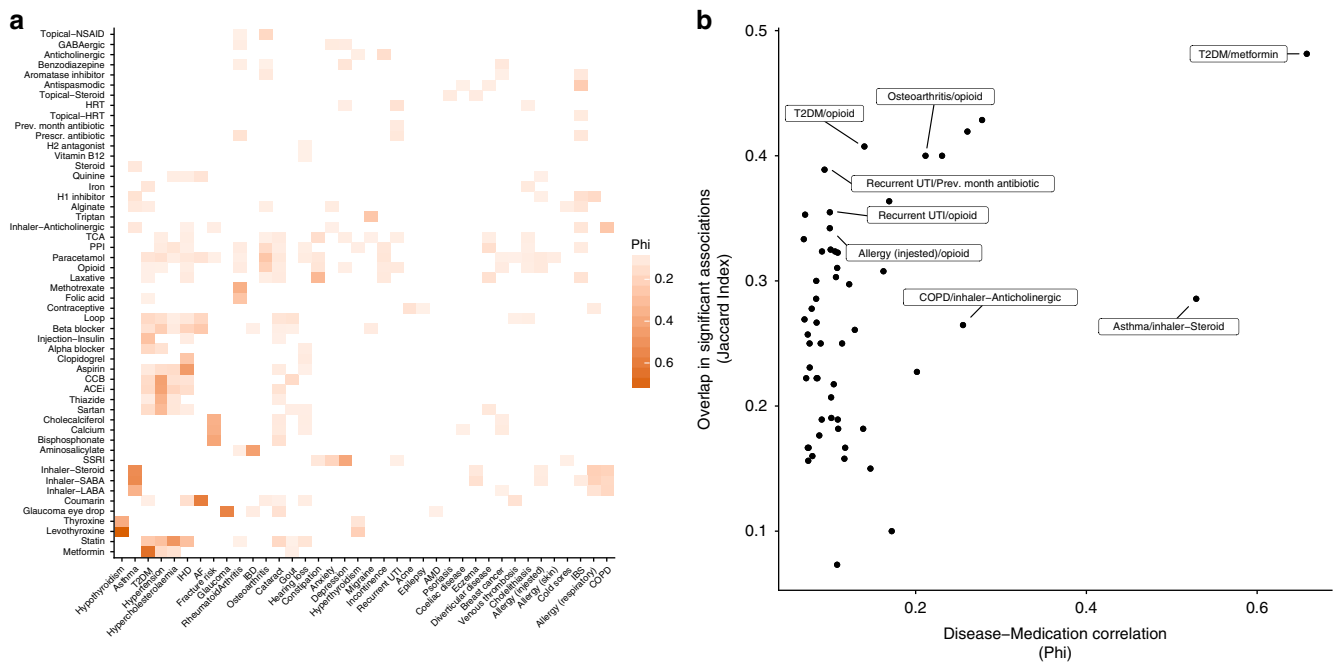 a
Topical−NSAID
GABAergic
Anticholinergic
Benzodiazepine
Aromatase inhibitor
Antispasmodic
Topical−Steroid
HRT
Topical−HRT
Prev. month antibiotic
Prescr. antibiotic
H2 antagonist
Vitamin B12
Steroid
Quinine
Iron
H1 inhibitor
Alginate
Triptan
Inhaler−Anticholinergic
TCA
PPI
Paracetamol
Opioid
Laxative
Methotrexate
Folic acid
Contraceptive
Loop
Beta blocker
Injection−Insulin
Alpha blocker
Clopidogrel
Aspirin
CCB
ACEi
Thiazide
Sartan
Cholecalciferol
Calcium
Bisphosphonate
Aminosalicylate
SSRI
Inhaler−Steroid
Inhaler−SABA
Inhaler−LABA
Coumarin
Glaucoma eye drop
Thyroxine
Levothyroxine
Statin
Metformin
Hypothyroidism
Asthma
T2DM
Hypertension
Hypercholesterolaemia
IHD
AF
Fracture risk
Glaucoma
RheumatoidArthritis
IBD
Osteoarthritis
Cataract
Gout
Hearing loss
Constipation
Anxiety
Depression
Hyperthyroidism
Migraine
Incontinence
Recurrent UTI
Acne
Epilepsy
AMD
Psoriasis
Coeliac disease
Eczema
Diverticular disease
Breast cancer
Venous thrombosis
Cholelithiasis
Allergy (injected)
Allergy (skin)
Cold sores
IBS
Allergy (respiratory)
COPD
Phi
0.2
0.4
0.6
b
Overlap in significant associations
(Jaccard Index)
0.5
0.4
0.3
0.2
0.1
T2DM/metformin
Osteoarthritis/opioid
T2DM/opioid
Recurrent UTI/Prev. month antibiotic
Recurrent UTI/opioid
Allergy (injected)/opioid
COPD/inhaler−Anticholinergic
Asthma/inhaler−Steroid
0.2
0.4
0.6
Disease−Medication correlation
(Phi)